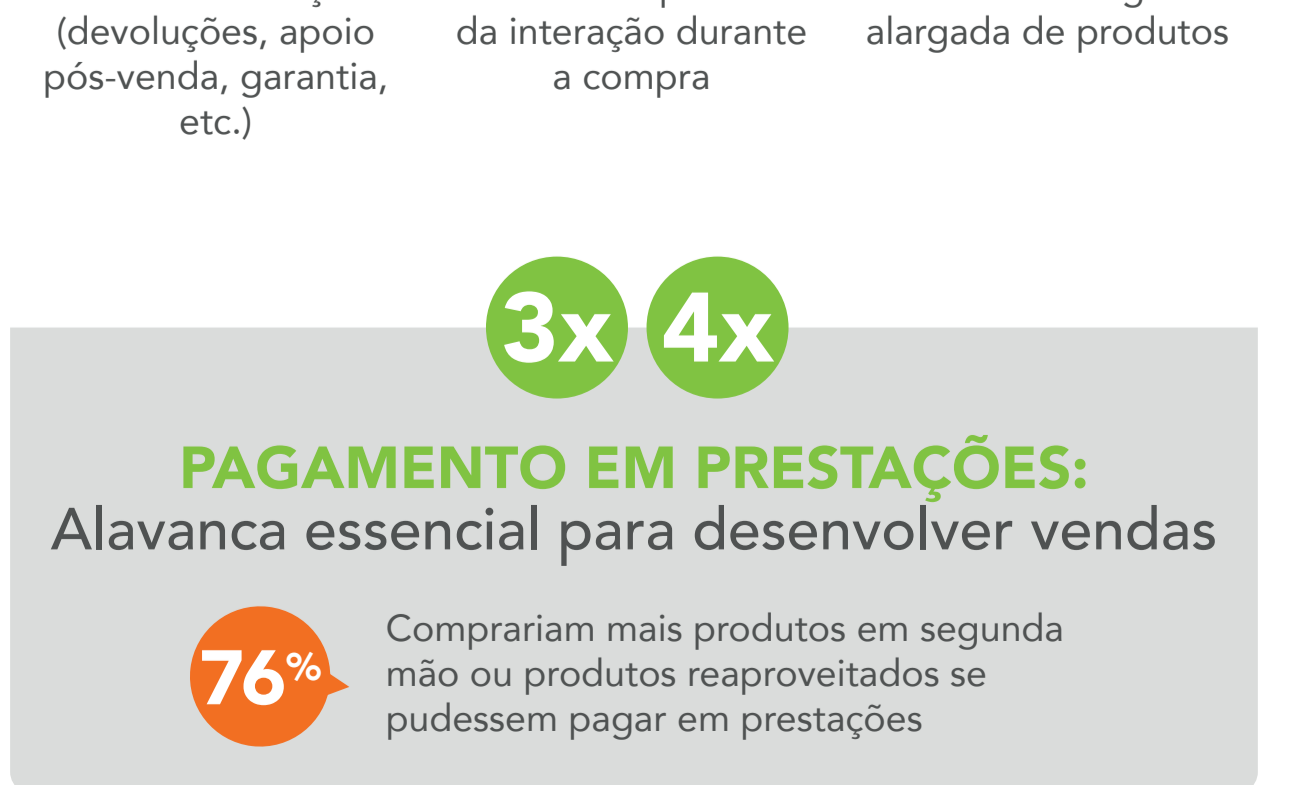 (devoluções, apoio
pós-venda, garantia,
etc.)
da interação durante
a compra
alargada de produtos
3x 4x
PAGAMENTO EM PRESTAÇÕES:
Alavanca essencial para desenvolver vendas
76%
Comprariam mais produtos em segunda
mão ou produtos reaproveitados se
pudessem pagar em prestações